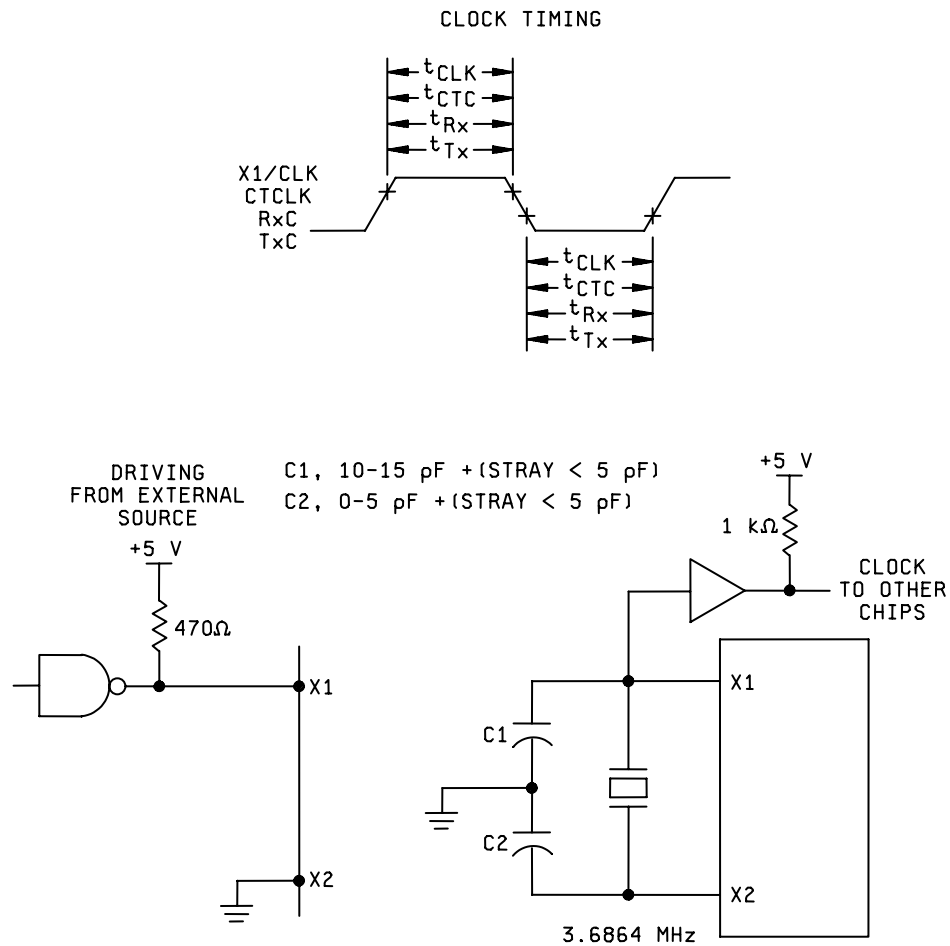 CLOCK TIMING
tCLK
tCTC
tRx
tTx
X1/CLK
CTCLK
RxC
TxC
tCLK
tCTC
tRx
tTx
DRIVING
FROM EXTERNAL
SOURCE
+5 V
470Ω
X1
X2
C1, 10-15 pF +(STRAY < 5 pF)
C2, 0-5 pF +(STRAY < 5 pF)
+5 V
1 kΩ
CLOCK
TO OTHER
CHIPS
X1
C1
C2
X2
3.6864 MHz